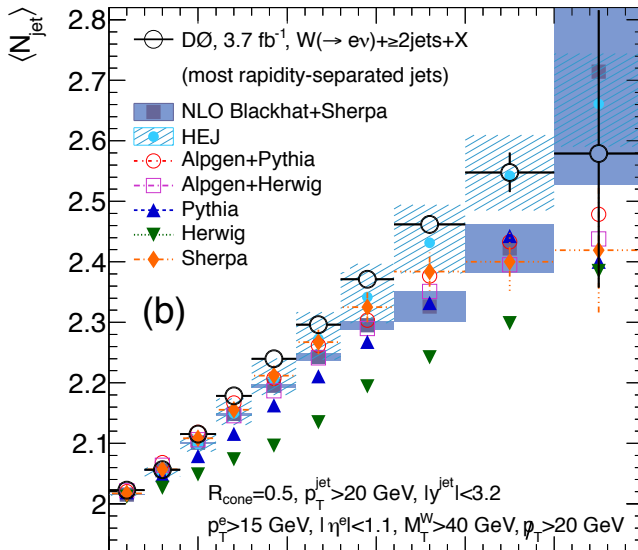 ⟨N_jet⟩
2.8
DØ, 3.7 fb⁻¹, W(→ eν)+≥2jets+X
(most rapidity-separated jets)
2.7
NLO Blackhat+Sherpa
HEJ
2.6
Alpgen+Pythia
Alpgen+Herwig
2.5
Pythia
Herwig
2.4
Sherpa
(b)
2.3
2.2
2.1
R_cone=0.5, p_T^jet>20 GeV, |y^jet|<3.2
2
p_T^e>15 GeV, |η^e|<1.1, M_T^W>40 GeV, p̸_T>20 GeV